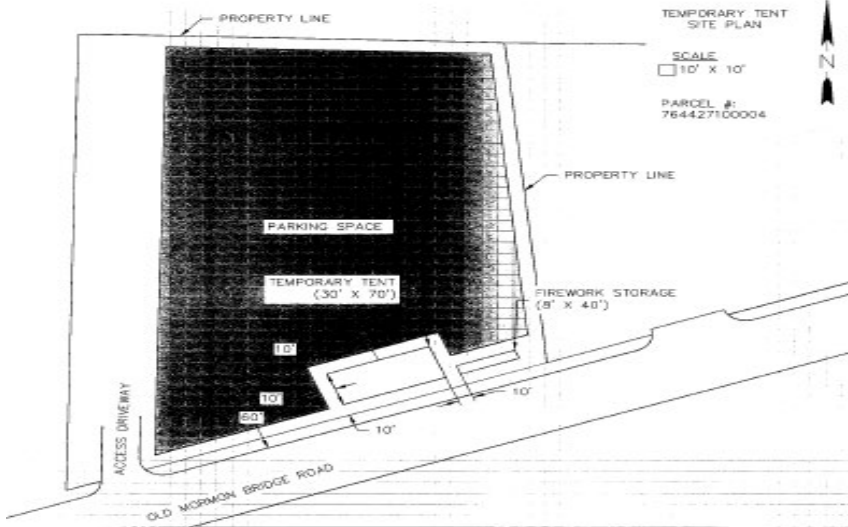 PROPERTY LINE
TEMPORARY TENT
SITE PLAN
SCALE
10' X 10'
N
PARCEL #:
764427100004
PROPERTY LINE
PARKING SPACE
TEMPORARY TENT
(30' X 70')
FIREWORK STORAGE
(8' X 40')
10'
10'
60'
10'
10'
ACCESS DRIVEWAY
OLD MORMON BRIDGE ROAD